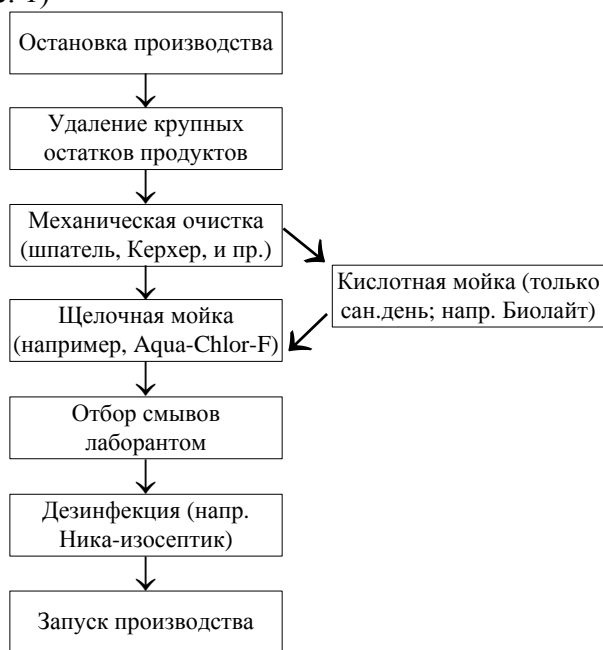 Остановка производства
Удаление крупных
остатков продуктов
Механическая очистка
(шпатель, Керхер, и пр.)
Кислотная мойка (только
сан.день; напр. Биолайт)
Щелочная мойка
(например, Aqua-Chlor-F)
Отбор смывов
лаборантом
Дезинфекция (напр.
Ника-изосептик)
Запуск производства